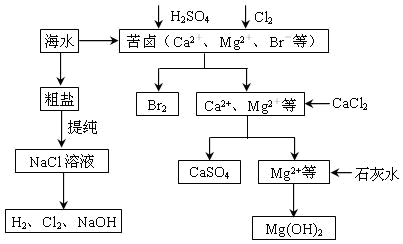 H₂SO₄ Cl₂
海水 苦卤（Ca²⁺、Mg²⁺、Br⁻等）
粗盐 Br₂ Ca²⁺、Mg²⁺等 CaCl₂
提纯
NaCl溶液 CaSO₄ Mg²⁺等 石灰水
H₂、Cl₂、NaOH Mg(OH)₂